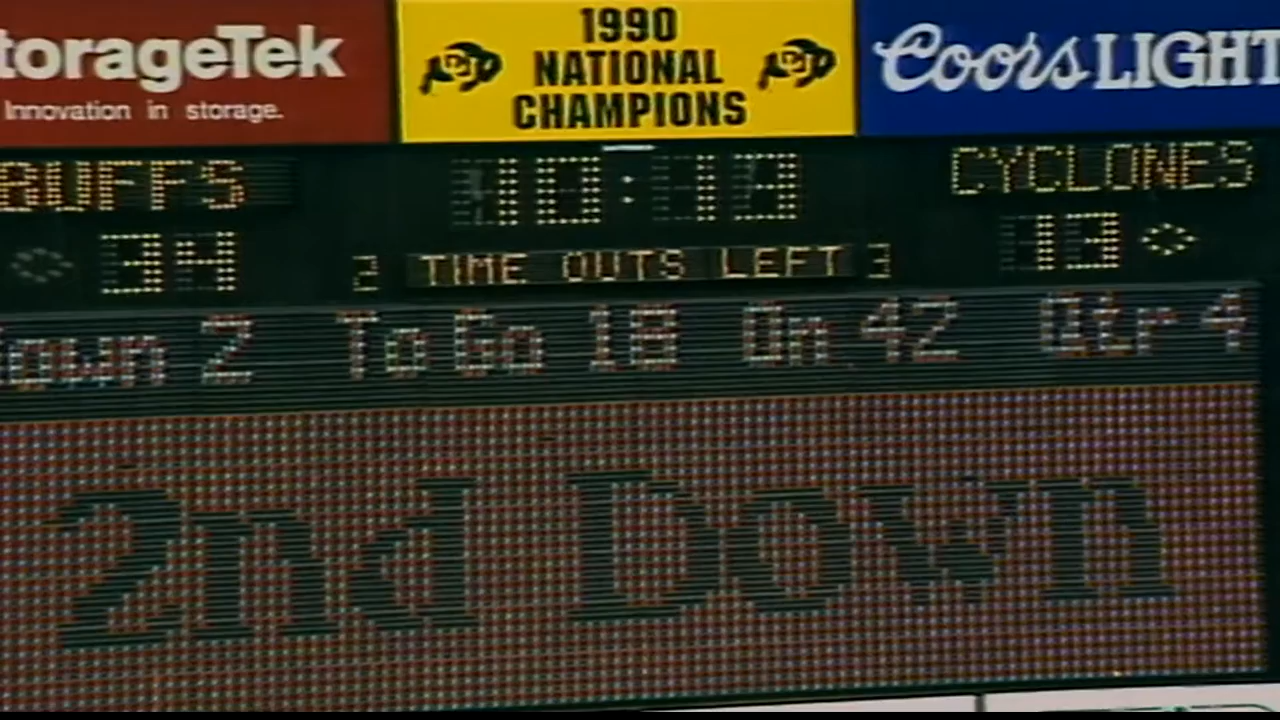 torageTek
Innovation in storage.
1990
NATIONAL
CHAMPIONS
Coors LIGHT
BUFFS
10:13
CYCLONES
34
2 TIME OUTS LEFT 3
13
own 2 To Go 18 On 42 Qtr 4
2nd Down